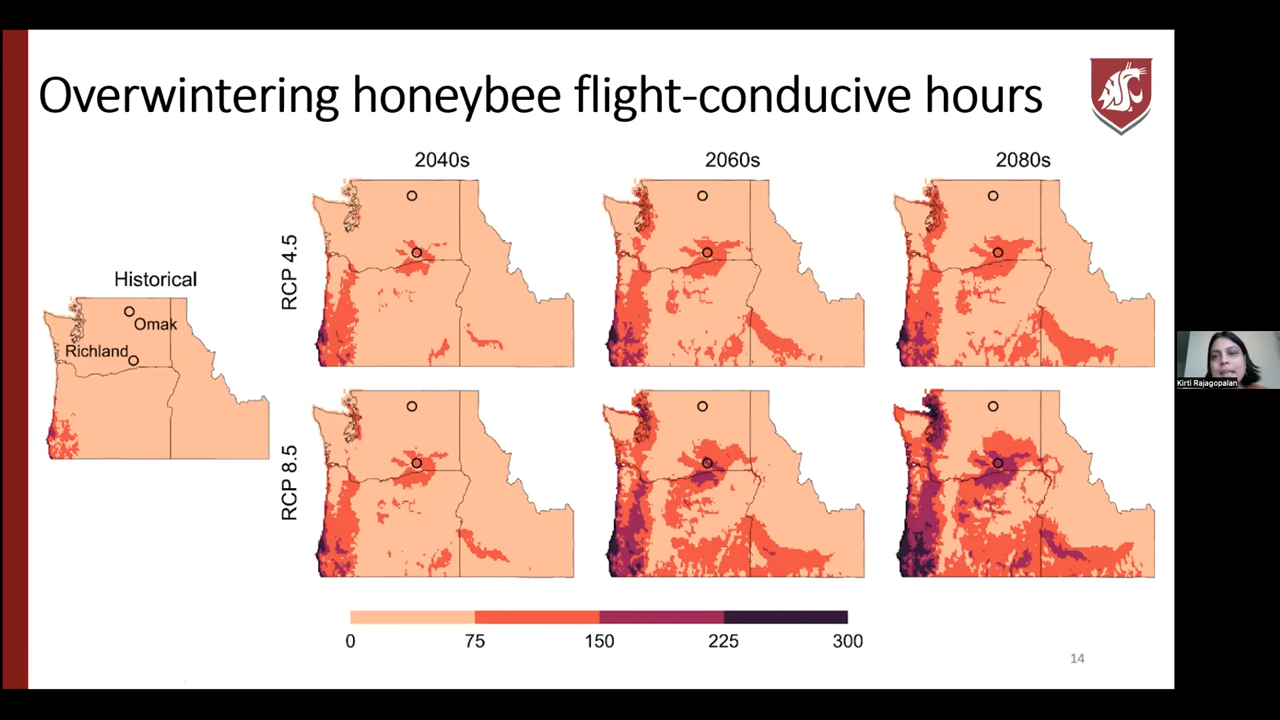 Overwintering honeybee flight-conducive hours
2040s
2060s
2080s
RCP 4.5
Historical
Omak
Richland
RCP 8.5
0
75
150
225
300
14
Kirti Rajagopalan